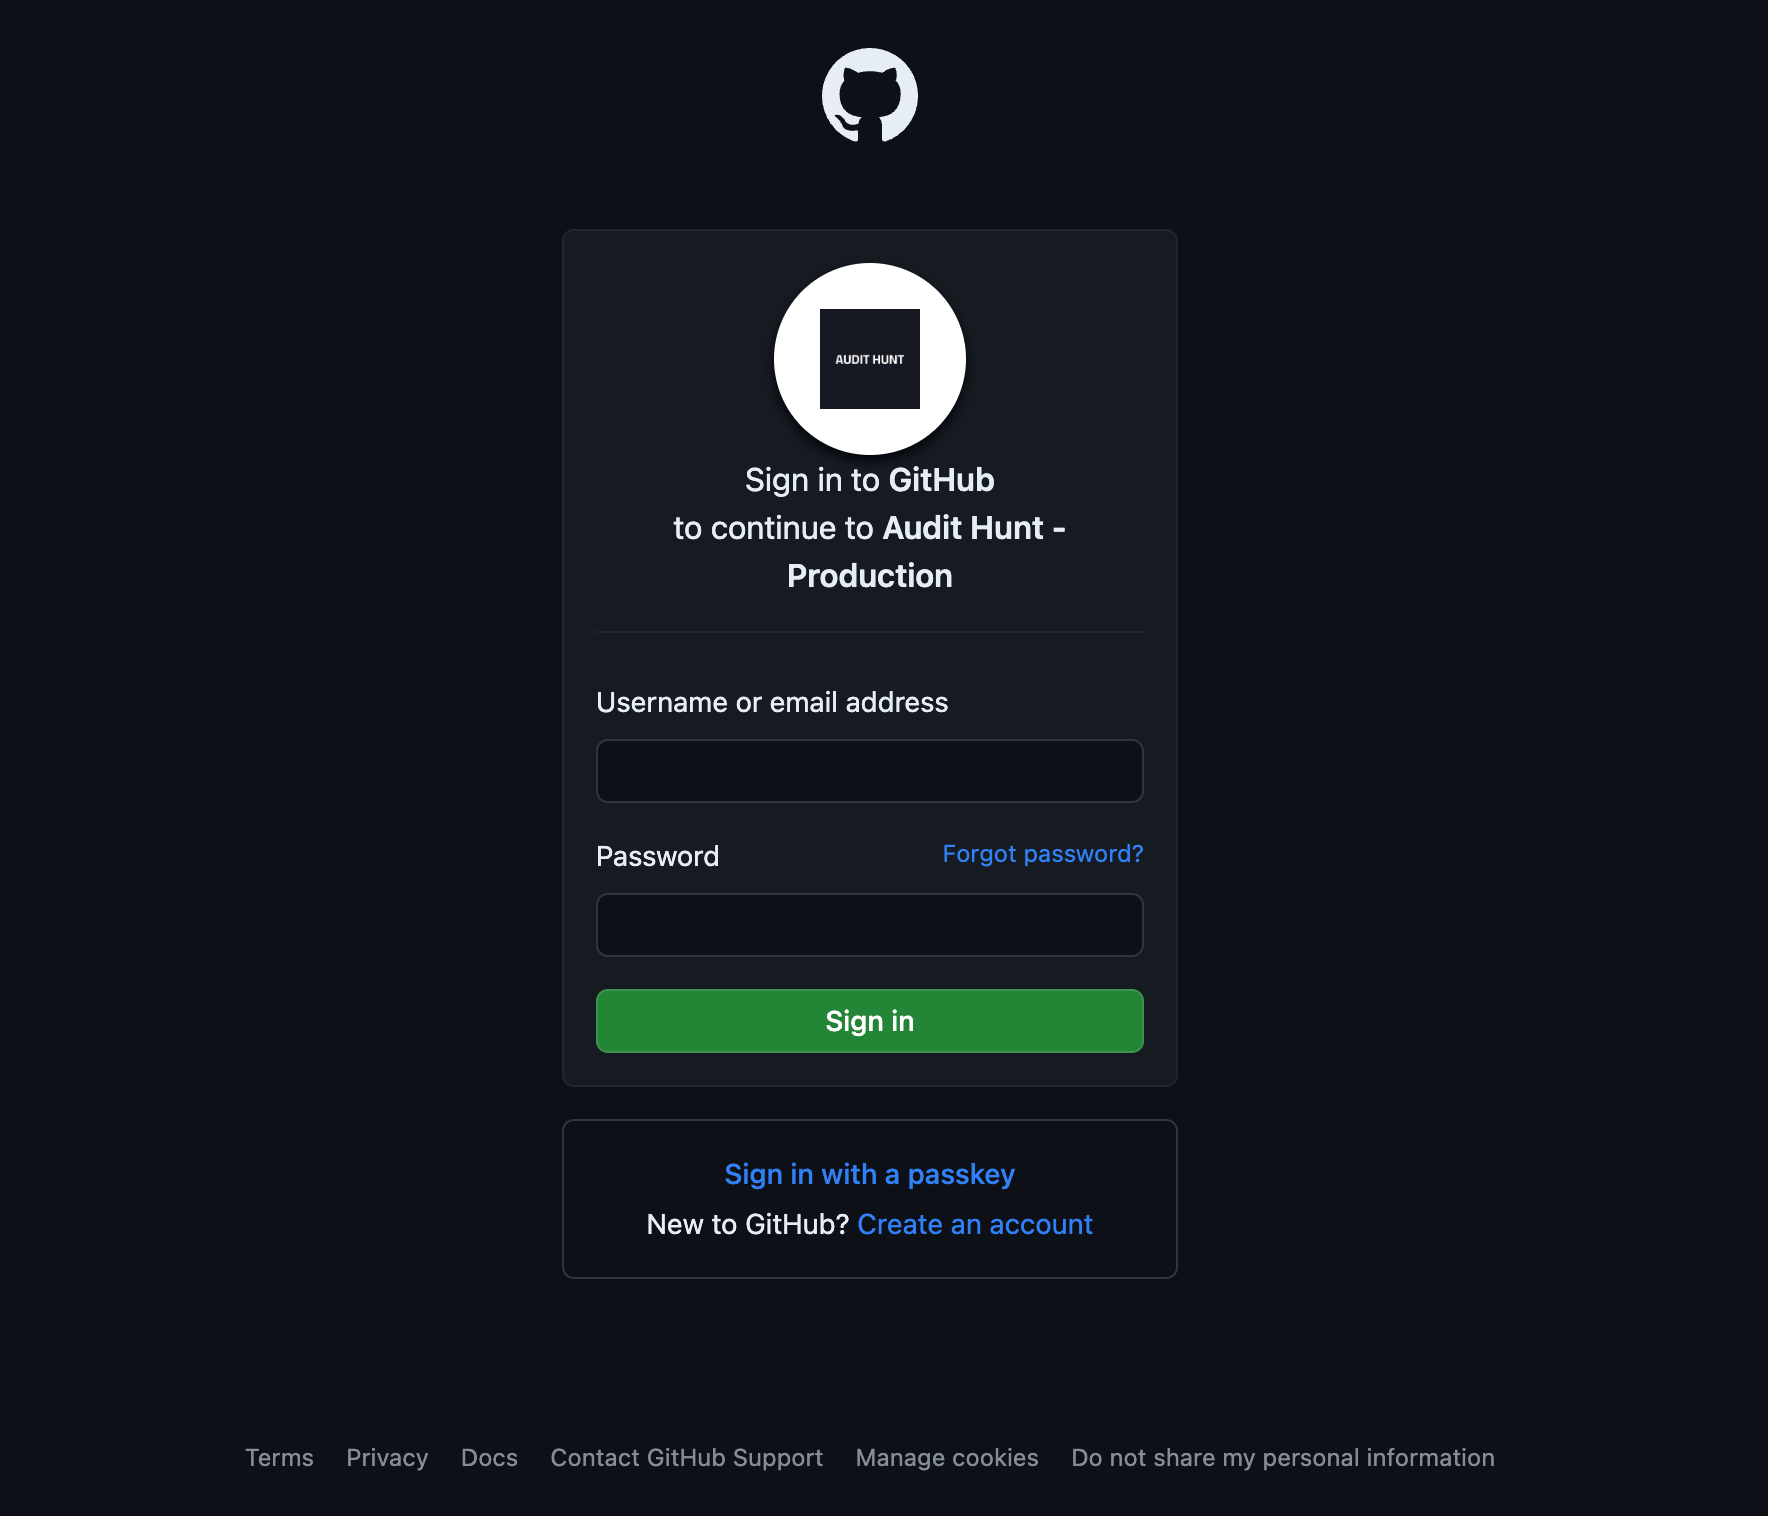 AUDIT HUNT
Sign in to GitHub
to continue to Audit Hunt -
Production
Username or email address
Password
Forgot password?
Sign in
Sign in with a passkey
New to GitHub? Create an account
Terms Privacy Docs Contact GitHub Support Manage cookies Do not share my personal information